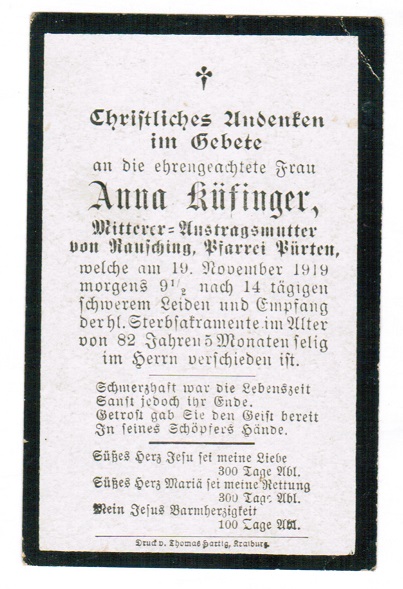 Christliches Andenken
im Gebete
an die ehrengeachtete Frau
Anna Küfinger,
Mitterer=Austragsmutter
von Rausching, Pfarrei Pürten,
welche am 19. November 1919
morgens 9 1/2 nach 14 tägigen
schwerem Leiden und Empfang
der hl. Sterbsakramente im Alter
von 82 Jahren 5 Monaten selig
im Herrn verschieden ist.
Schmerzhaft war die Lebenszeit
Sanft jedoch ihr Ende.
Getrost gab Sie den Geist bereit
In seines Schöpfers Hände.
Süßes Herz Jesu sei meine Liebe
300 Tage Abl.
Süßes Herz Mariä sei meine Rettung
300 Tage Abl.
Mein Jesus Barmherzigkeit
100 Tage Abl.
Druck v. Thomas Hartig, Kraiburg.